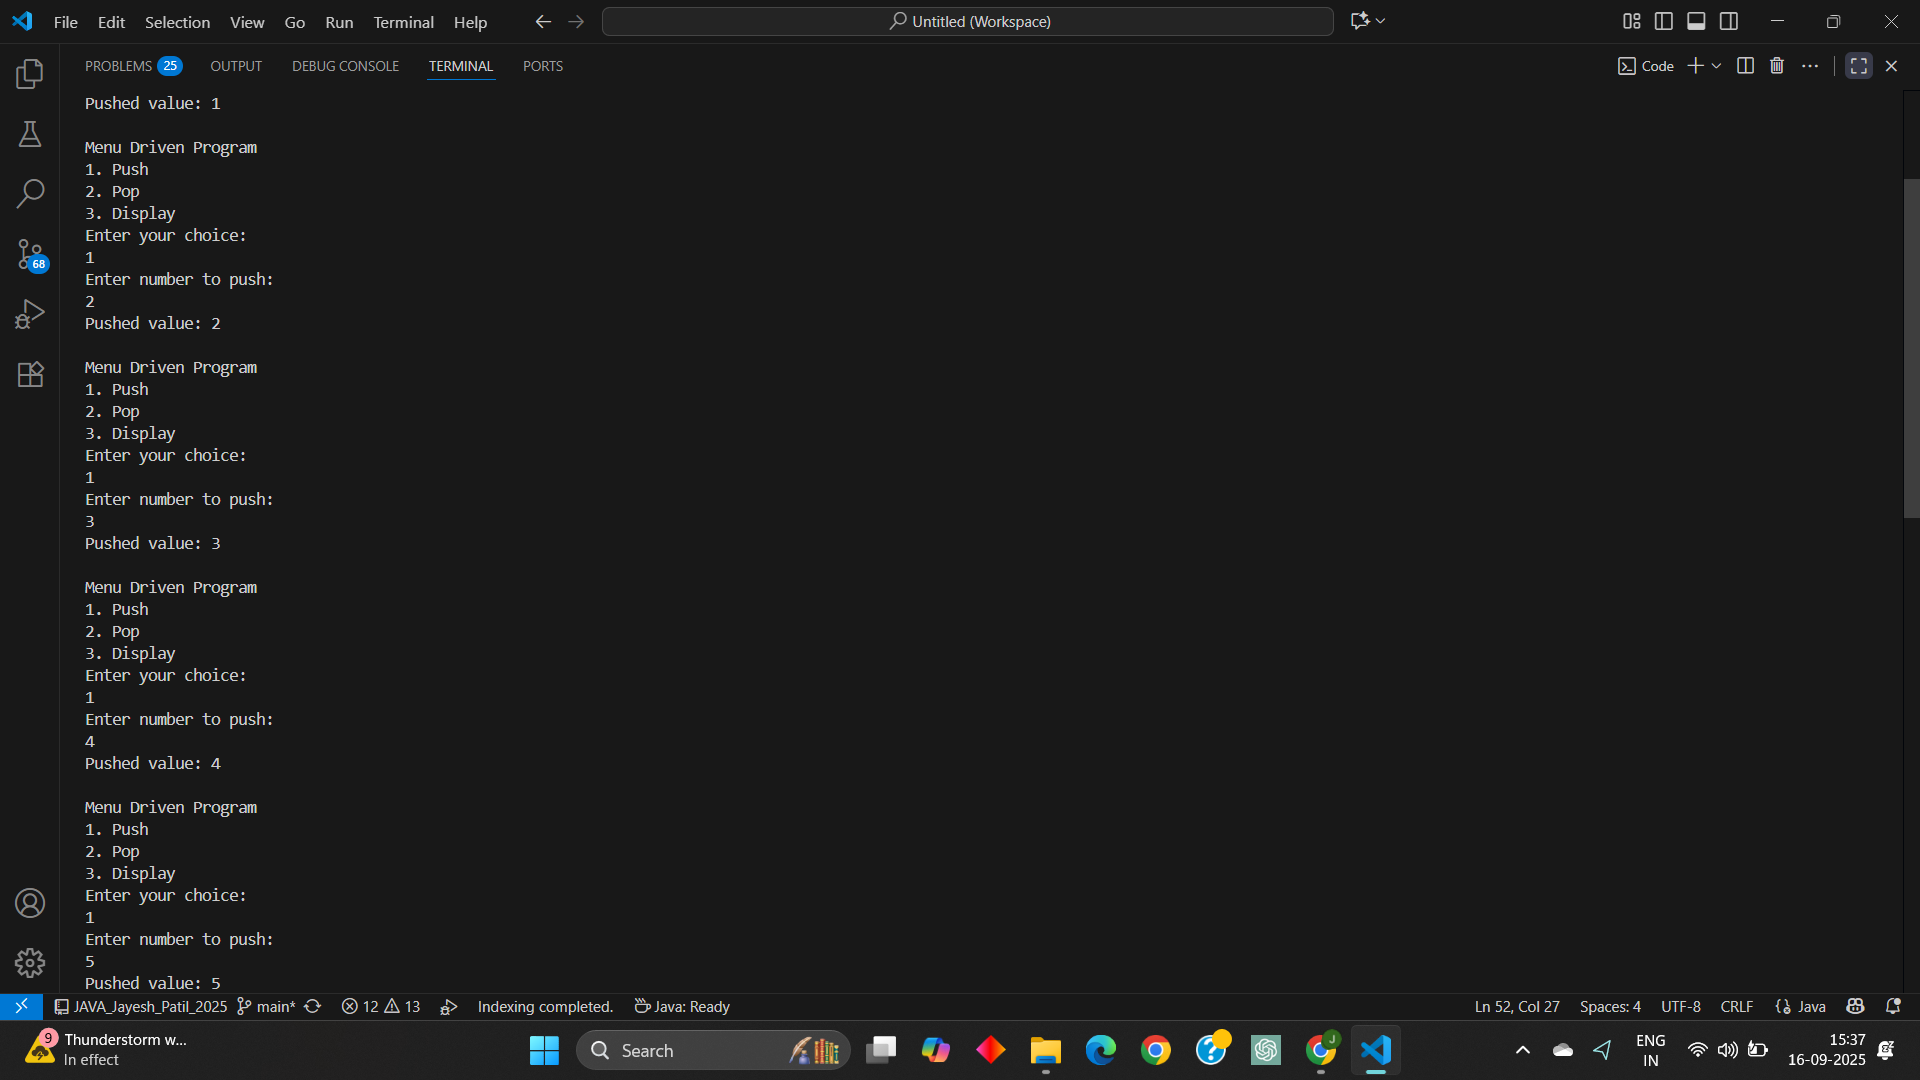 File Edit Selection View Go Run Terminal Help
Untitled (Workspace)
PROBLEMS 25 OUTPUT DEBUG CONSOLE TERMINAL PORTS
Code
Pushed value: 1
Menu Driven Program
1. Push
2. Pop
3. Display
Enter your choice:
1
Enter number to push:
2
Pushed value: 2
Menu Driven Program
1. Push
2. Pop
3. Display
Enter your choice:
1
Enter number to push:
3
Pushed value: 3
Menu Driven Program
1. Push
2. Pop
3. Display
Enter your choice:
1
Enter number to push:
4
Pushed value: 4
Menu Driven Program
1. Push
2. Pop
3. Display
Enter your choice:
1
Enter number to push:
5
Pushed value: 5
68
JAVA_Jayesh_Patil_2025 main* 12 13 Indexing completed. Java: Ready
Ln 52, Col 27 Spaces: 4 UTF-8 CRLF Java
9
Thunderstorm w...
In effect
Search
J
ENG
IN
15:37
16-09-2025